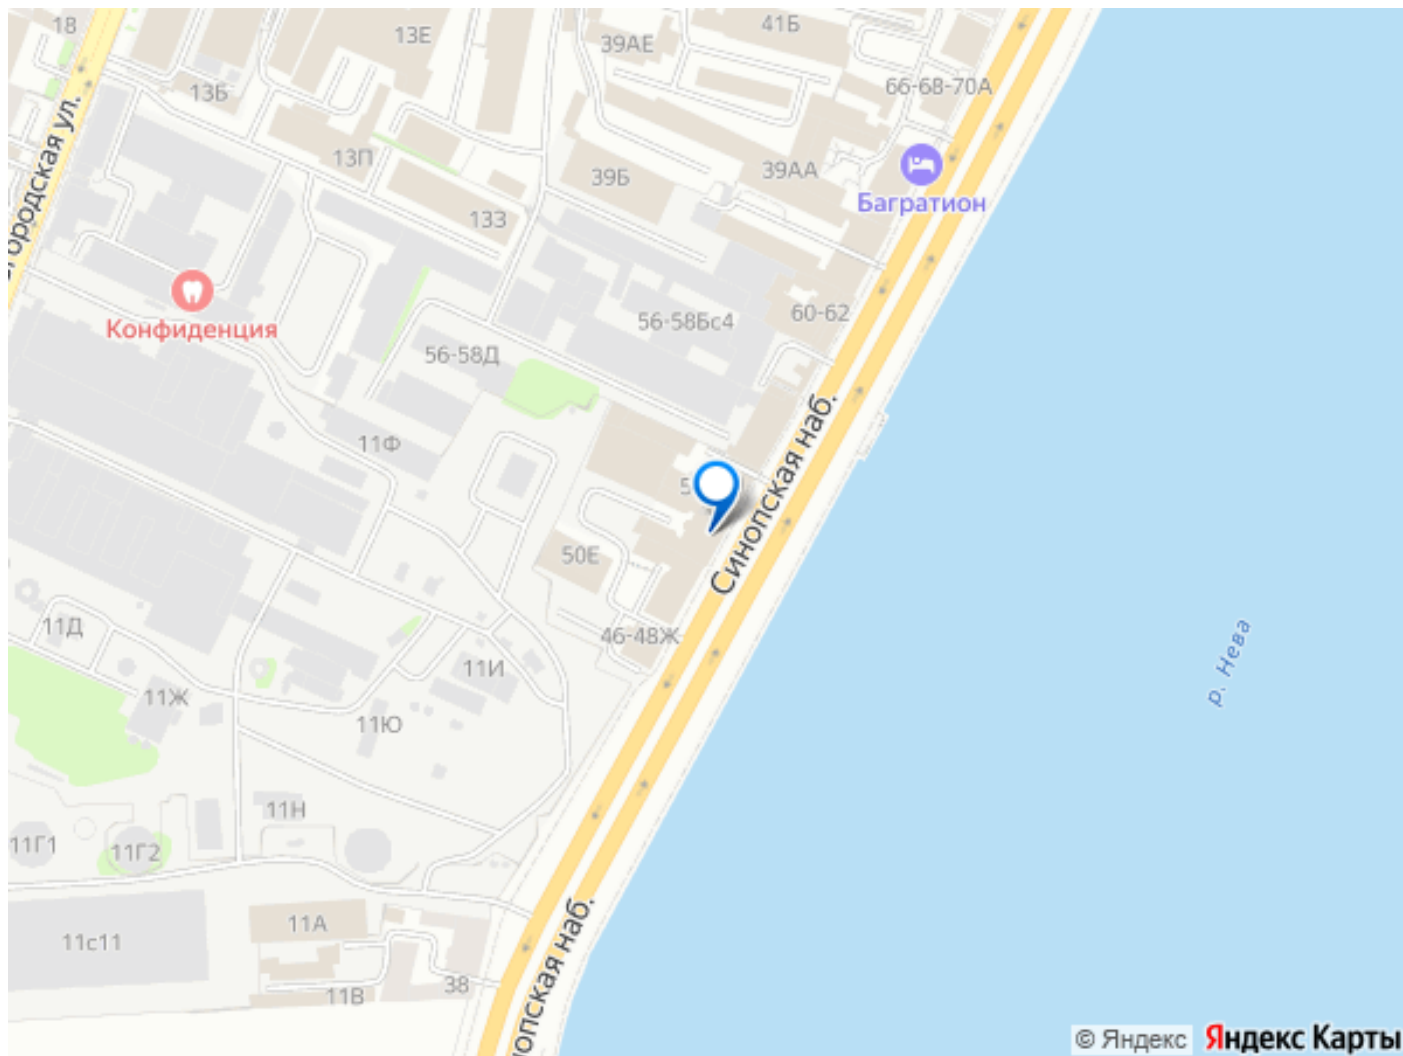 18
13Е
39АЕ
41Б
66-68-70А
13Б
13П
39Б
39АА
Багратион
133
городская ул.
Конфиденция
56-58Бс4
60-62
56-58Д
11Ф
Синопская наб.
50Е
46-48Ж
11Д
11И
11Ж
11Ю
р. Нева
11Н
11Г1
11Г2
11А
11с11
38
11В
опская наб.
© Яндекс Яндекс Карты